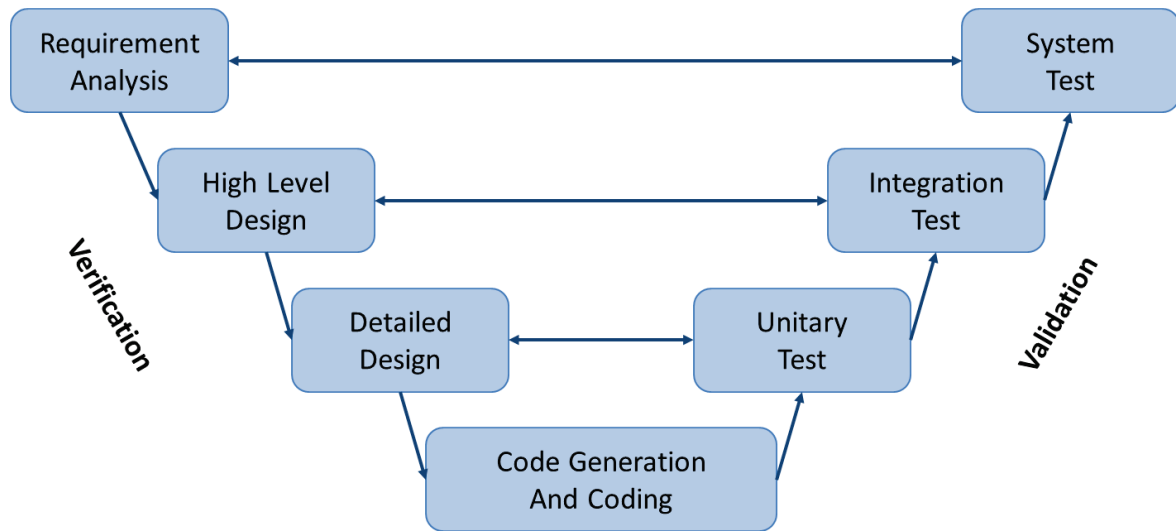 Requirement
Analysis
System
Test
High Level
Design
Integration
Test
Verification
Validation
Detailed
Design
Unitary
Test
Code Generation
And Coding